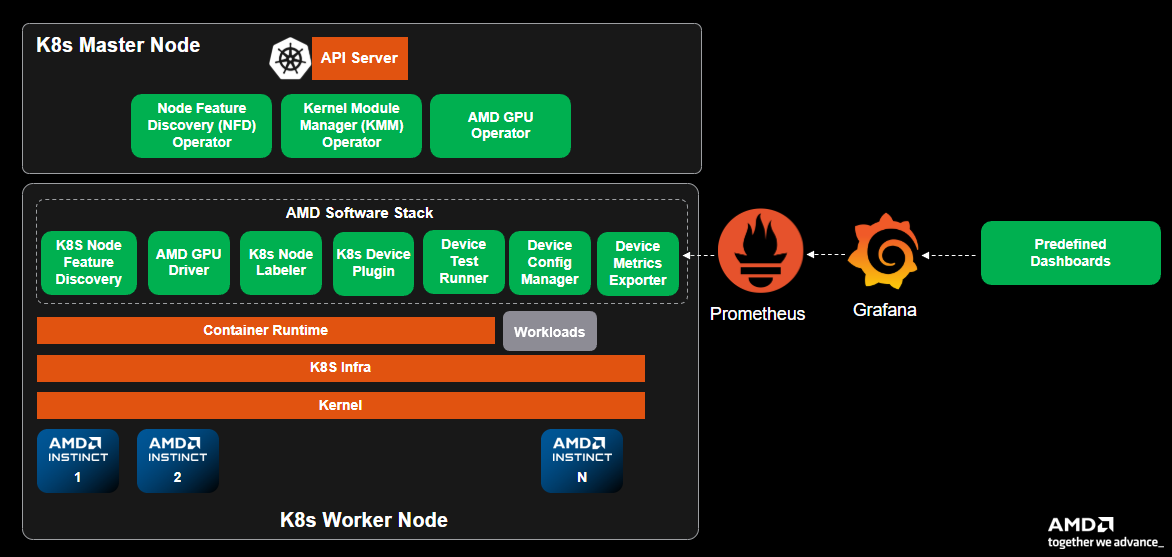 K8s Master Node
API Server
Node Feature
Discovery (NFD)
Operator
Kernel Module
Manager (KMM)
Operator
AMD GPU
Operator
AMD Software Stack
K8S Node
Feature
Discovery
AMD GPU
Driver
K8s Node
Labeler
K8s Device
Plugin
Device
Test
Runner
Device
Config
Manager
Device
Metrics
Exporter
Prometheus
Grafana
Predefined
Dashboards
Container Runtime
Workloads
K8S Infra
Kernel
AMD
INSTINCT
1
AMD
INSTINCT
2
AMD
INSTINCT
N
K8s Worker Node
AMD
together we advance_